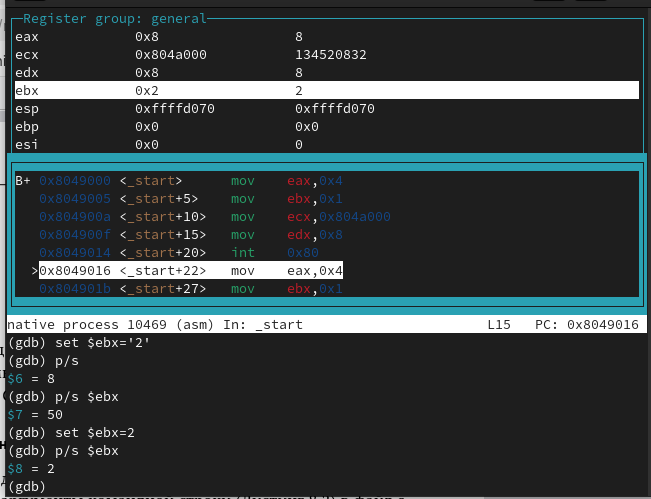 Register group: general
eax 0x8 8
ecx 0x804a000 134520832
edx 0x8 8
ebx 0x2 2
esp 0xffffd070 0xffffd070
ebp 0x0 0x0
esi 0x0 0
B+ 0x8049000 <_start> mov eax,0x4
0x8049005 <_start+5> mov ebx,0x1
0x804900a <_start+10> mov ecx,0x804a000
0x804900f <_start+15> mov edx,0x8
0x8049014 <_start+20> int 0x80
>0x8049016 <_start+22> mov eax,0x4
0x804901b <_start+27> mov ebx,0x1
native process 10469 (asm) In: _start L15 PC: 0x8049016
(gdb) set $ebx='2'
(gdb) p/s
$6 = 8
(gdb) p/s $ebx
$7 = 50
(gdb) set $ebx=2
(gdb) p/s $ebx
$8 = 2
(gdb)